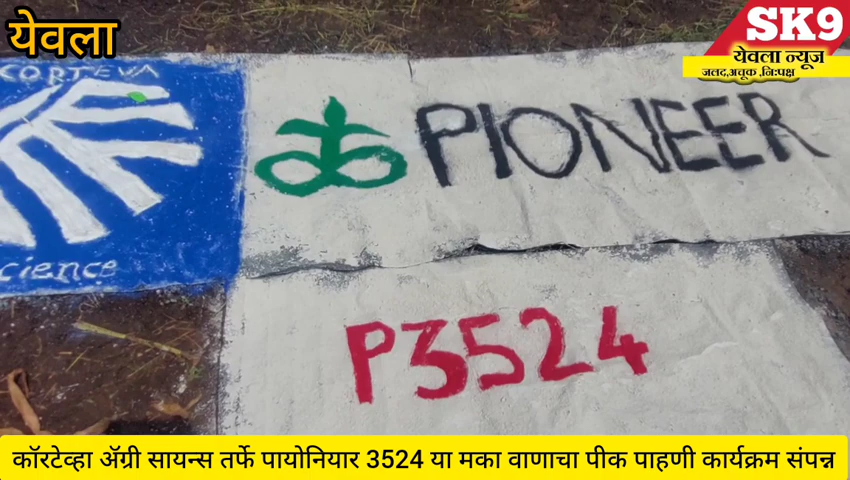 येवला
SK9
येवला न्यूज
जलद,अचूक ,नि:पक्ष
CORTEVA
PIONEER
cience
P3524
कॉरटेव्हा ॲग्री सायन्स तर्फे पायोनियार 3524 या मका वाणाचा पीक पाहणी कार्यक्रम संपन्न